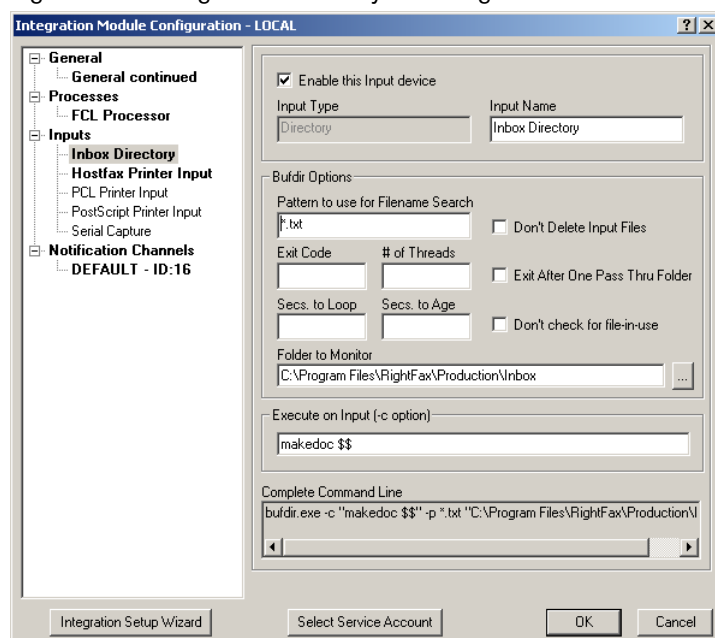 Integration Module Configuration - LOCAL
General
General continued
Processes
FCL Processor
Inputs
Inbox Directory
Hostfax Printer Input
PCL Printer Input
PostScript Printer Input
Serial Capture
Notification Channels
DEFAULT - ID:16
Enable this Input device
Input Type
Input Name
Directory
Inbox Directory
Bufdir Options
Pattern to use for Filename Search
*.txt
Don't Delete Input Files
Exit Code
# of Threads
Exit After One Pass Thru Folder
Secs. to Loop
Secs. to Age
Don't check for file-in-use
Folder to Monitor
C:\Program Files\RightFax\Production\Inbox
...
Execute on Input (-c option)
makedoc $$
Complete Command Line
bufdir.exe -c "makedoc $$" -p *.txt "C:\Program Files\RightFax\Production\I
Integration Setup Wizard
Select Service Account
OK
Cancel